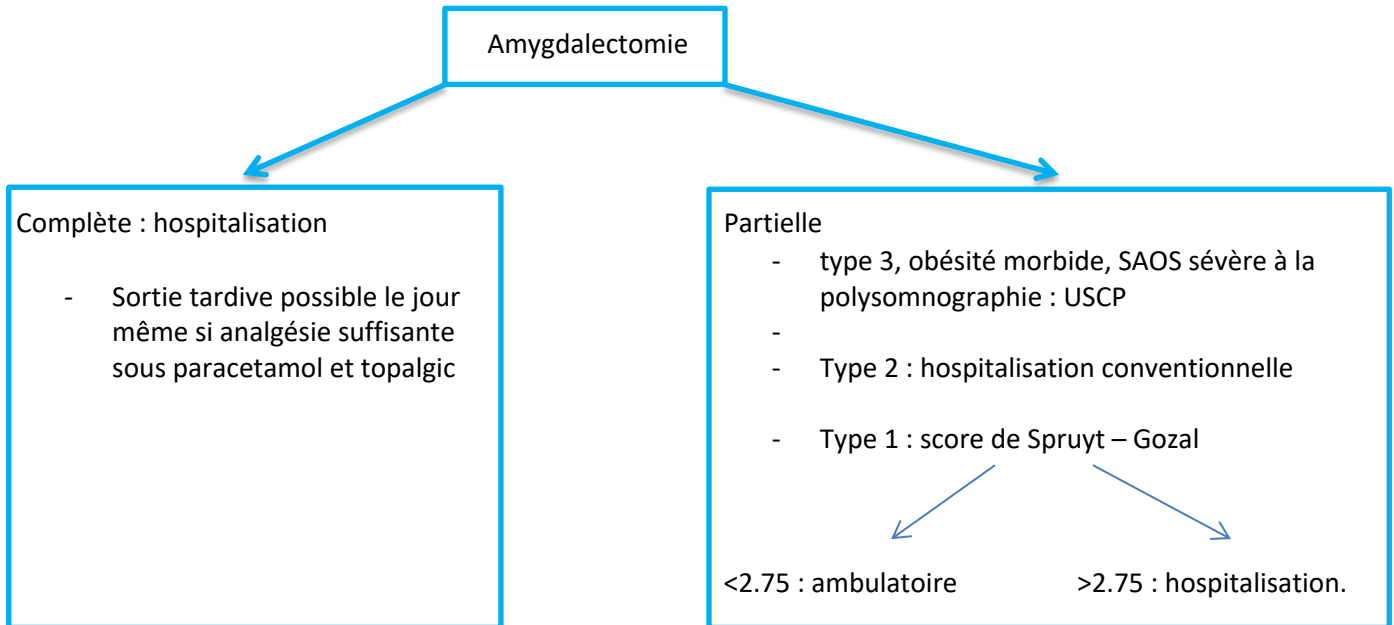 Amygdalectomie
Complète : hospitalisation
- Sortie tardive possible le jour
même si analgésie suffisante
sous paracetamol et topalgic
Partielle
- type 3, obésité morbide, SAOS sévère à la
polysomnographie : USCP
-
- Type 2 : hospitalisation conventionnelle
- Type 1 : score de Spruyt – Gozal
<2.75 : ambulatoire
>2.75 : hospitalisation.